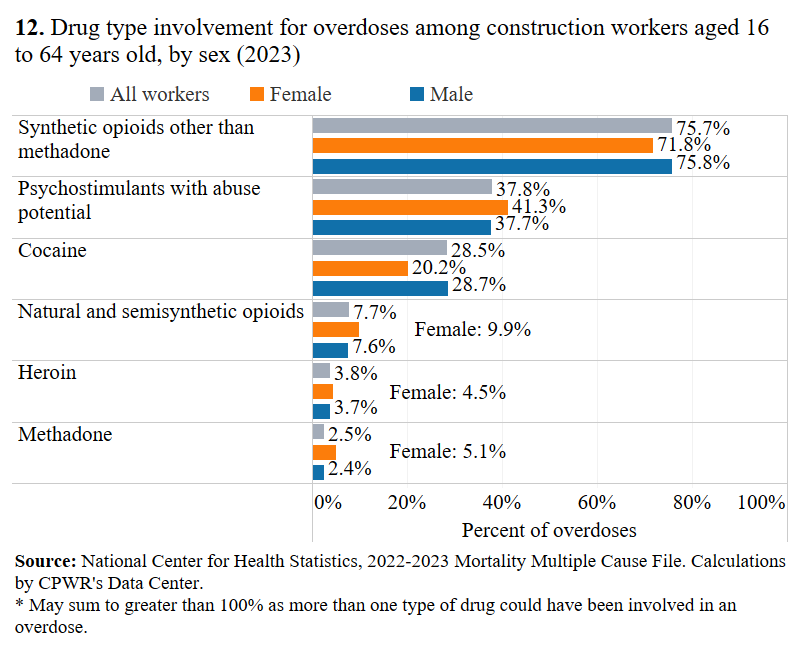 12. Drug type involvement for overdoses among construction workers aged 16
to 64 years old, by sex (2023)
All workers Female Male
Synthetic opioids other than
methadone
75.7%
71.8%
75.8%
Psychostimulants with abuse
potential
37.8%
41.3%
37.7%
Cocaine
28.5%
20.2%
28.7%
Natural and semisynthetic opioids
7.7%
Female: 9.9%
7.6%
Heroin
3.8%
Female: 4.5%
3.7%
Methadone
2.5%
Female: 5.1%
2.4%
0% 20% 40% 60% 80% 100%
Percent of overdoses
Source: National Center for Health Statistics, 2022-2023 Mortality Multiple Cause File. Calculations
by CPWR's Data Center.
* May sum to greater than 100% as more than one type of drug could have been involved in an
overdose.